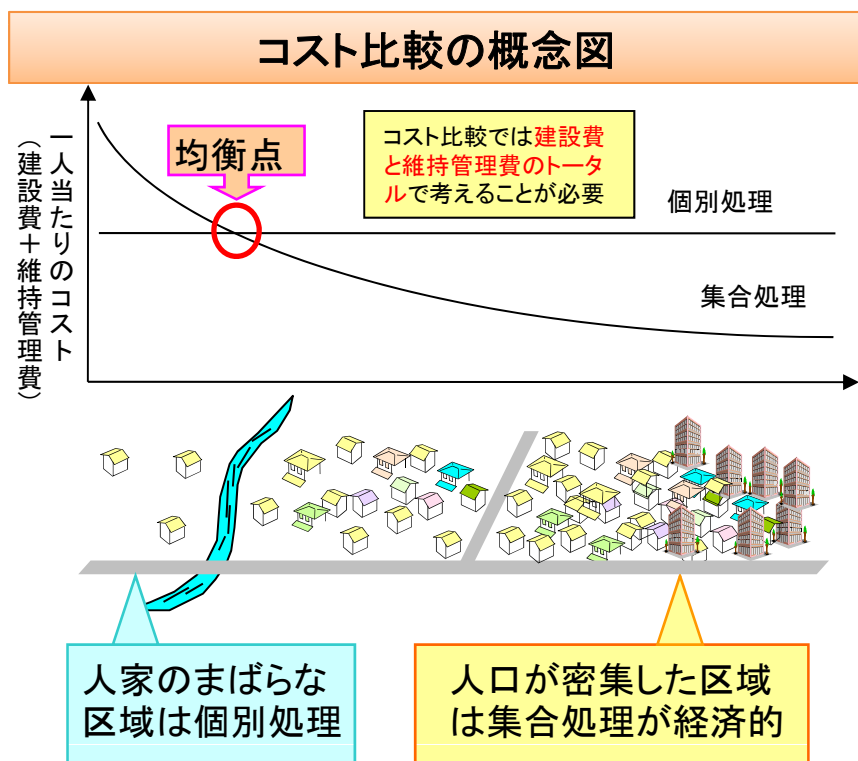 コスト比較の概念図
一人当たりのコスト
（建設費＋維持管理費）
均衡点
コスト比較では建設費
と維持管理費のトータ
ルで考えることが必要
個別処理
集合処理
人家のまばらな
区域は個別処理
人口が密集した区域
は集合処理が経済的